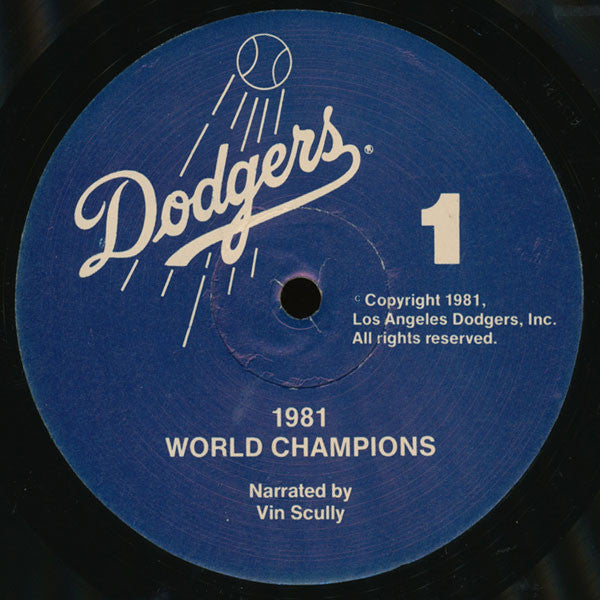 Dodgers®
1
© Copyright 1981,
Los Angeles Dodgers, Inc.
All rights reserved.
1981
WORLD CHAMPIONS
Narrated by
Vin Scully